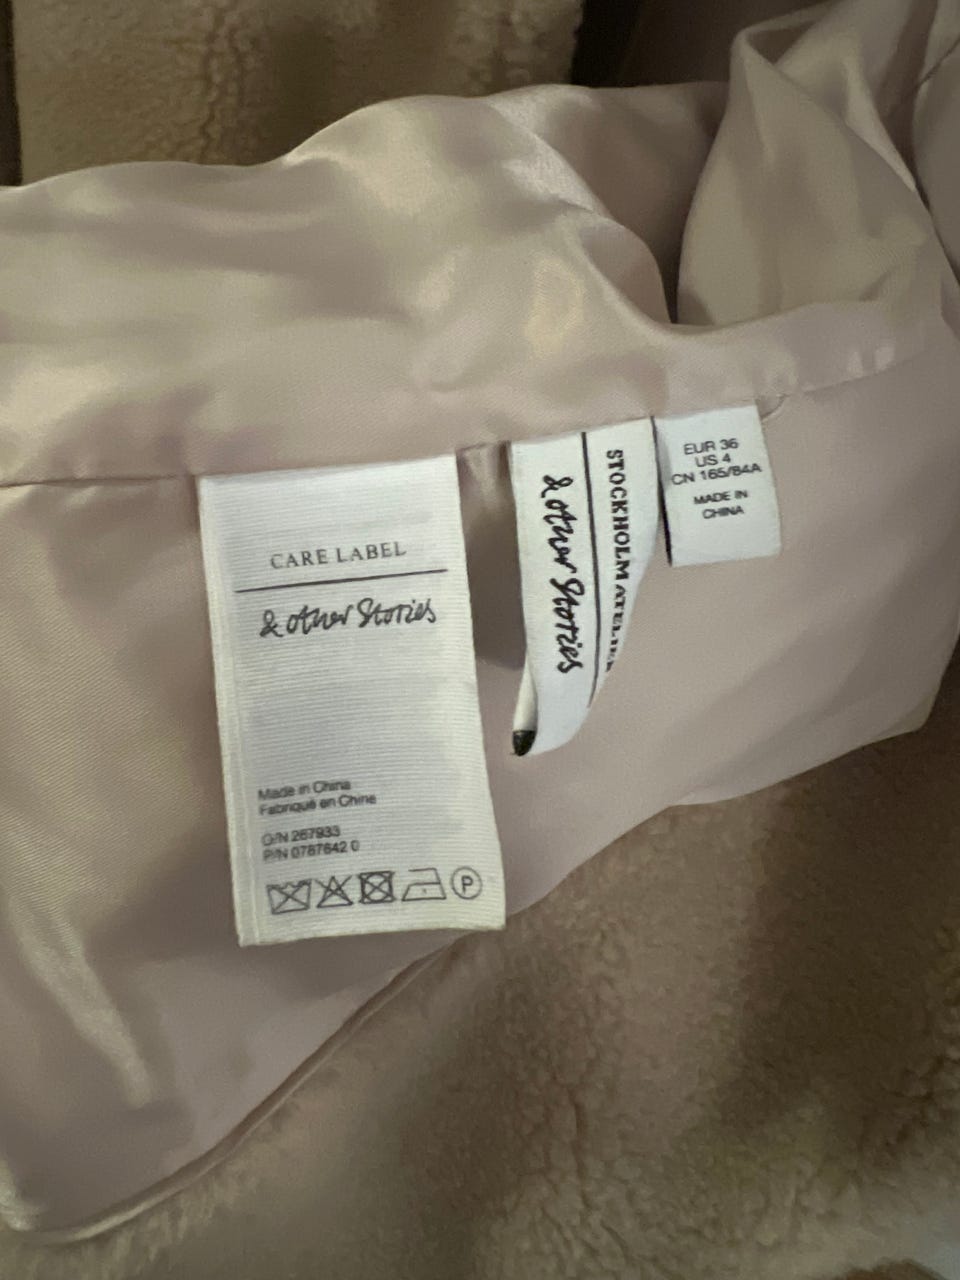 CARE LABEL
& other Stories
Made in China
Fabriqué en Chine
O/N 267933
P/N 0787642 0
P
STOCKHOLM ATELIER
& other Stories
EUR 36
US 4
CN 165/84A
MADE IN
CHINA